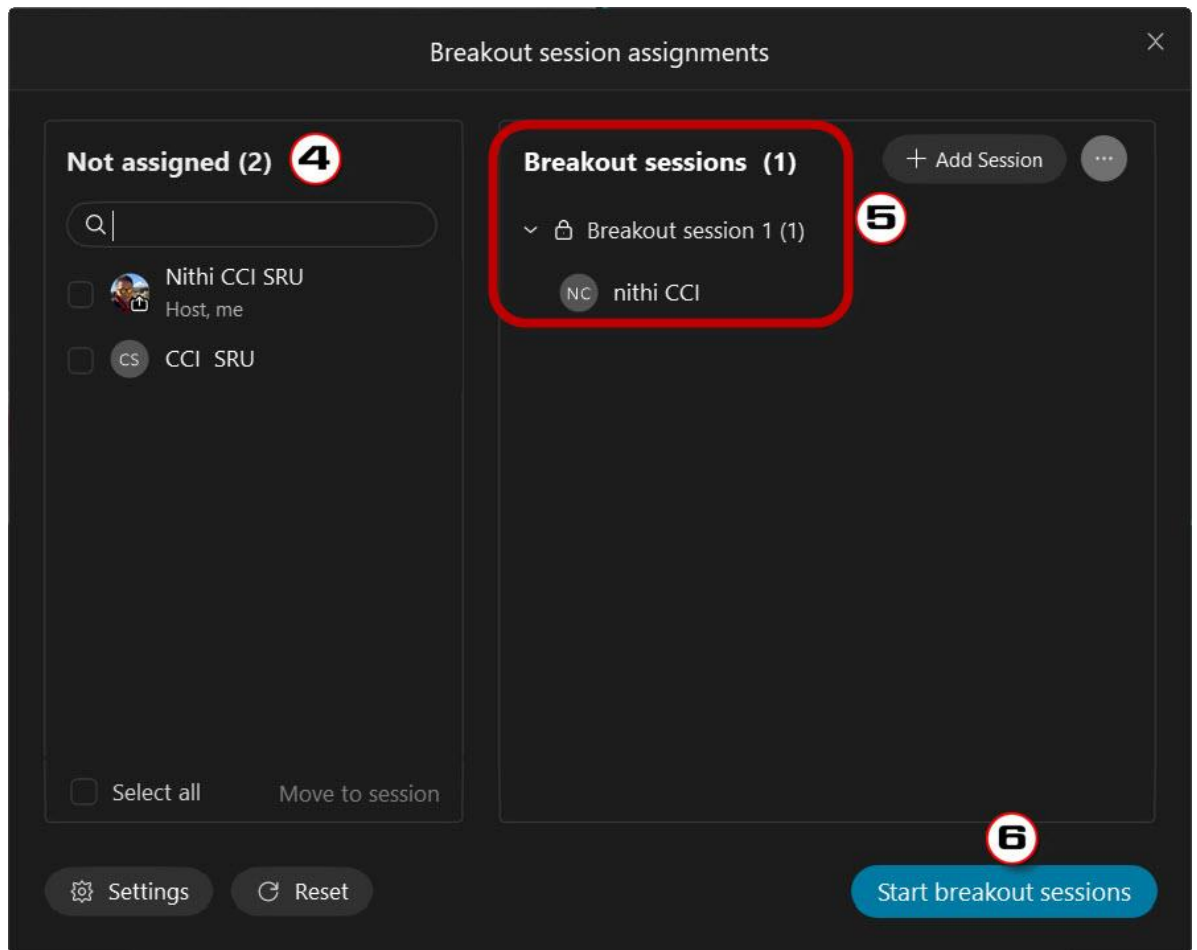 Breakout session assignments
Not assigned (2) 4
Nithi CCI SRU
Host, me
CS CCI SRU
Select all Move to session
Breakout sessions (1)
+ Add Session ...
5
Breakout session 1 (1)
NC nithi CCI
Settings Reset
6
Start breakout sessions